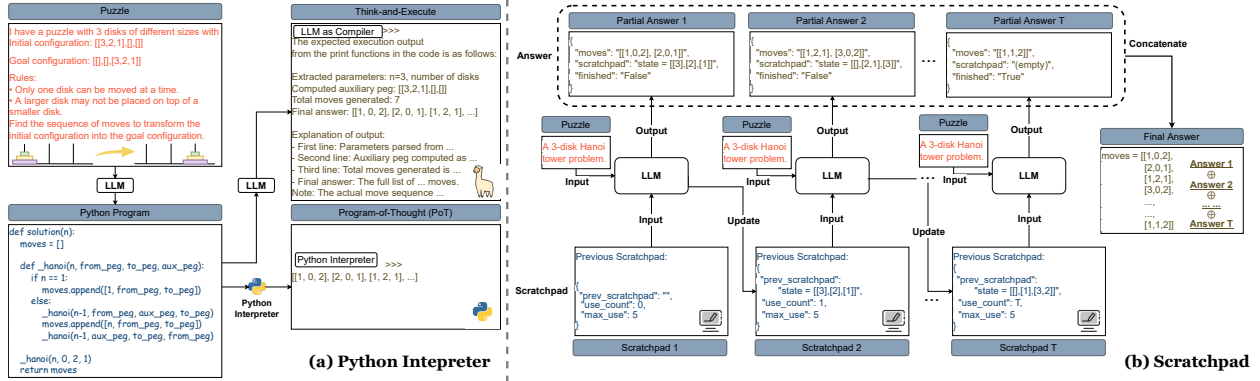 Puzzle
I have a puzzle with 3 disks of different sizes with
Initial configuration: [[3,2,1],[],[]]
Goal configuration: [[],[],[3,2,1]]
Rules:
• Only one disk can be moved at a time.
• A larger disk may not be placed on top of a
smaller disk.
Find the sequence of moves to transform the
initial configuration into the goal configuration.
LLM
Python Program
def solution(n):
moves = []
def _hanoi(n, from_peg, to_peg, aux_peg):
if n == 1:
moves.append([1, from_peg, to_peg])
else:
_hanoi(n-1, from_peg, aux_peg, to_peg)
moves.append([n, from_peg, to_peg])
_hanoi(n-1, aux_peg, to_peg, from_peg)
_hanoi(n, 0, 2, 1)
return moves
LLM
Python
Interpreter
Think-and-Execute
LLM as Compiler >>>
The expected execution output
from the print functions in the code is as follows:
Extracted parameters: n=3, number of disks
Computed auxiliary peg: [[3,2,1],[],[]]
Total moves generated: 7
Final answer: [[1, 0, 2], [2, 0, 1], [1, 2, 1], ...]
Explanation of output:
- First line: Parameters parsed from ...
- Second line: Auxiliary peg computed as ...
- Third line: Total moves generated is ...
- Final answer: The full list of ... moves.
Note: The actual move sequence ...
Program-of-Thought (PoT)
Python Interpreter >>>
[[1, 0, 2], [2, 0, 1], [1, 2, 1], ...]
(a) Python Intepreter
Answer
Partial Answer 1
{
"moves": "[[1,0,2], [2,0,1]]",
"scratchpad": "state = [[3],[2],[1]]",
"finished": "False"
}
Partial Answer 2
{
"moves": "[[1,2,1], [3,0,2]]",
"scratchpad": "state = [[],[2,1],[3]]",
"finished": "False"
}
...
Partial Answer T
{
"moves": "[[1,1,2]]",
"scratchpad": "(empty)",
"finished": "True"
}
Concatenate
Output
Output
Output
Puzzle
A 3-disk Hanoi
tower problem.
Input
LLM
Puzzle
A 3-disk Hanoi
tower problem.
Input
LLM
...
Puzzle
A 3-disk Hanoi
tower problem.
Input
LLM
Input
Update
Input
Update
Input
Final Answer
moves = [[1,0,2],
[2,0,1],
[1,2,1],
[3,0,2],
...,
...,
[1,1,2]]
Answer 1
⊕
Answer 2
⊕
... ...
⊕
Answer T
Scratchpad
Previous Scratchpad:
{
"prev_scratchpad": "",
"use_count": 0,
"max_use": 5
}
Scratchpad 1
Previous Scratchpad:
{
"prev_scratchpad":
"state = [[3],[2],[1]]",
"use_count": 1,
"max_use": 5
}
Scratchpad 2
...
Previous Scratchpad:
{
"prev_scratchpad":
"state = [[],[1],[3,2]]",
"use_count": T,
"max_use": 5
}
Scratchpad T
(b) Scratchpad